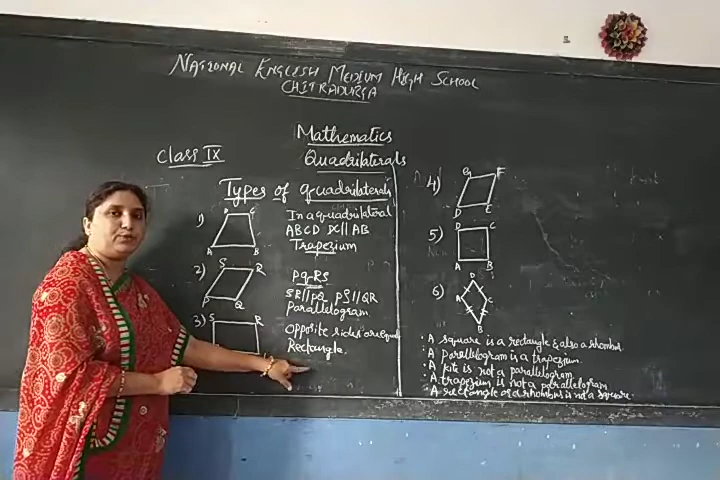 NATIONAL ENGLISH MEDIUM HIGH SCHOOL
CHITRADURGA
Mathematics
Class IX
Quadrilaterals
Types of quadrilaterals
1)
D C
A B
In a quadrilateral
ABCD DC || AB
Trapezium
2)
S R
P Q
PQRS
SR||PQ PS||QR
Parallelogram
3)
S R
Opposite sides are equal
Rectangle.
4)
G F
D E
5)
D C
A B
6)
D
A C
B
. A square is a rectangle & also a rhombus.
. A Parallelogram is a trapezium.
. A kite is not a parallelogram
. A trapezium is not a parallelogram
. A rectangle or a rhombus is not a square.